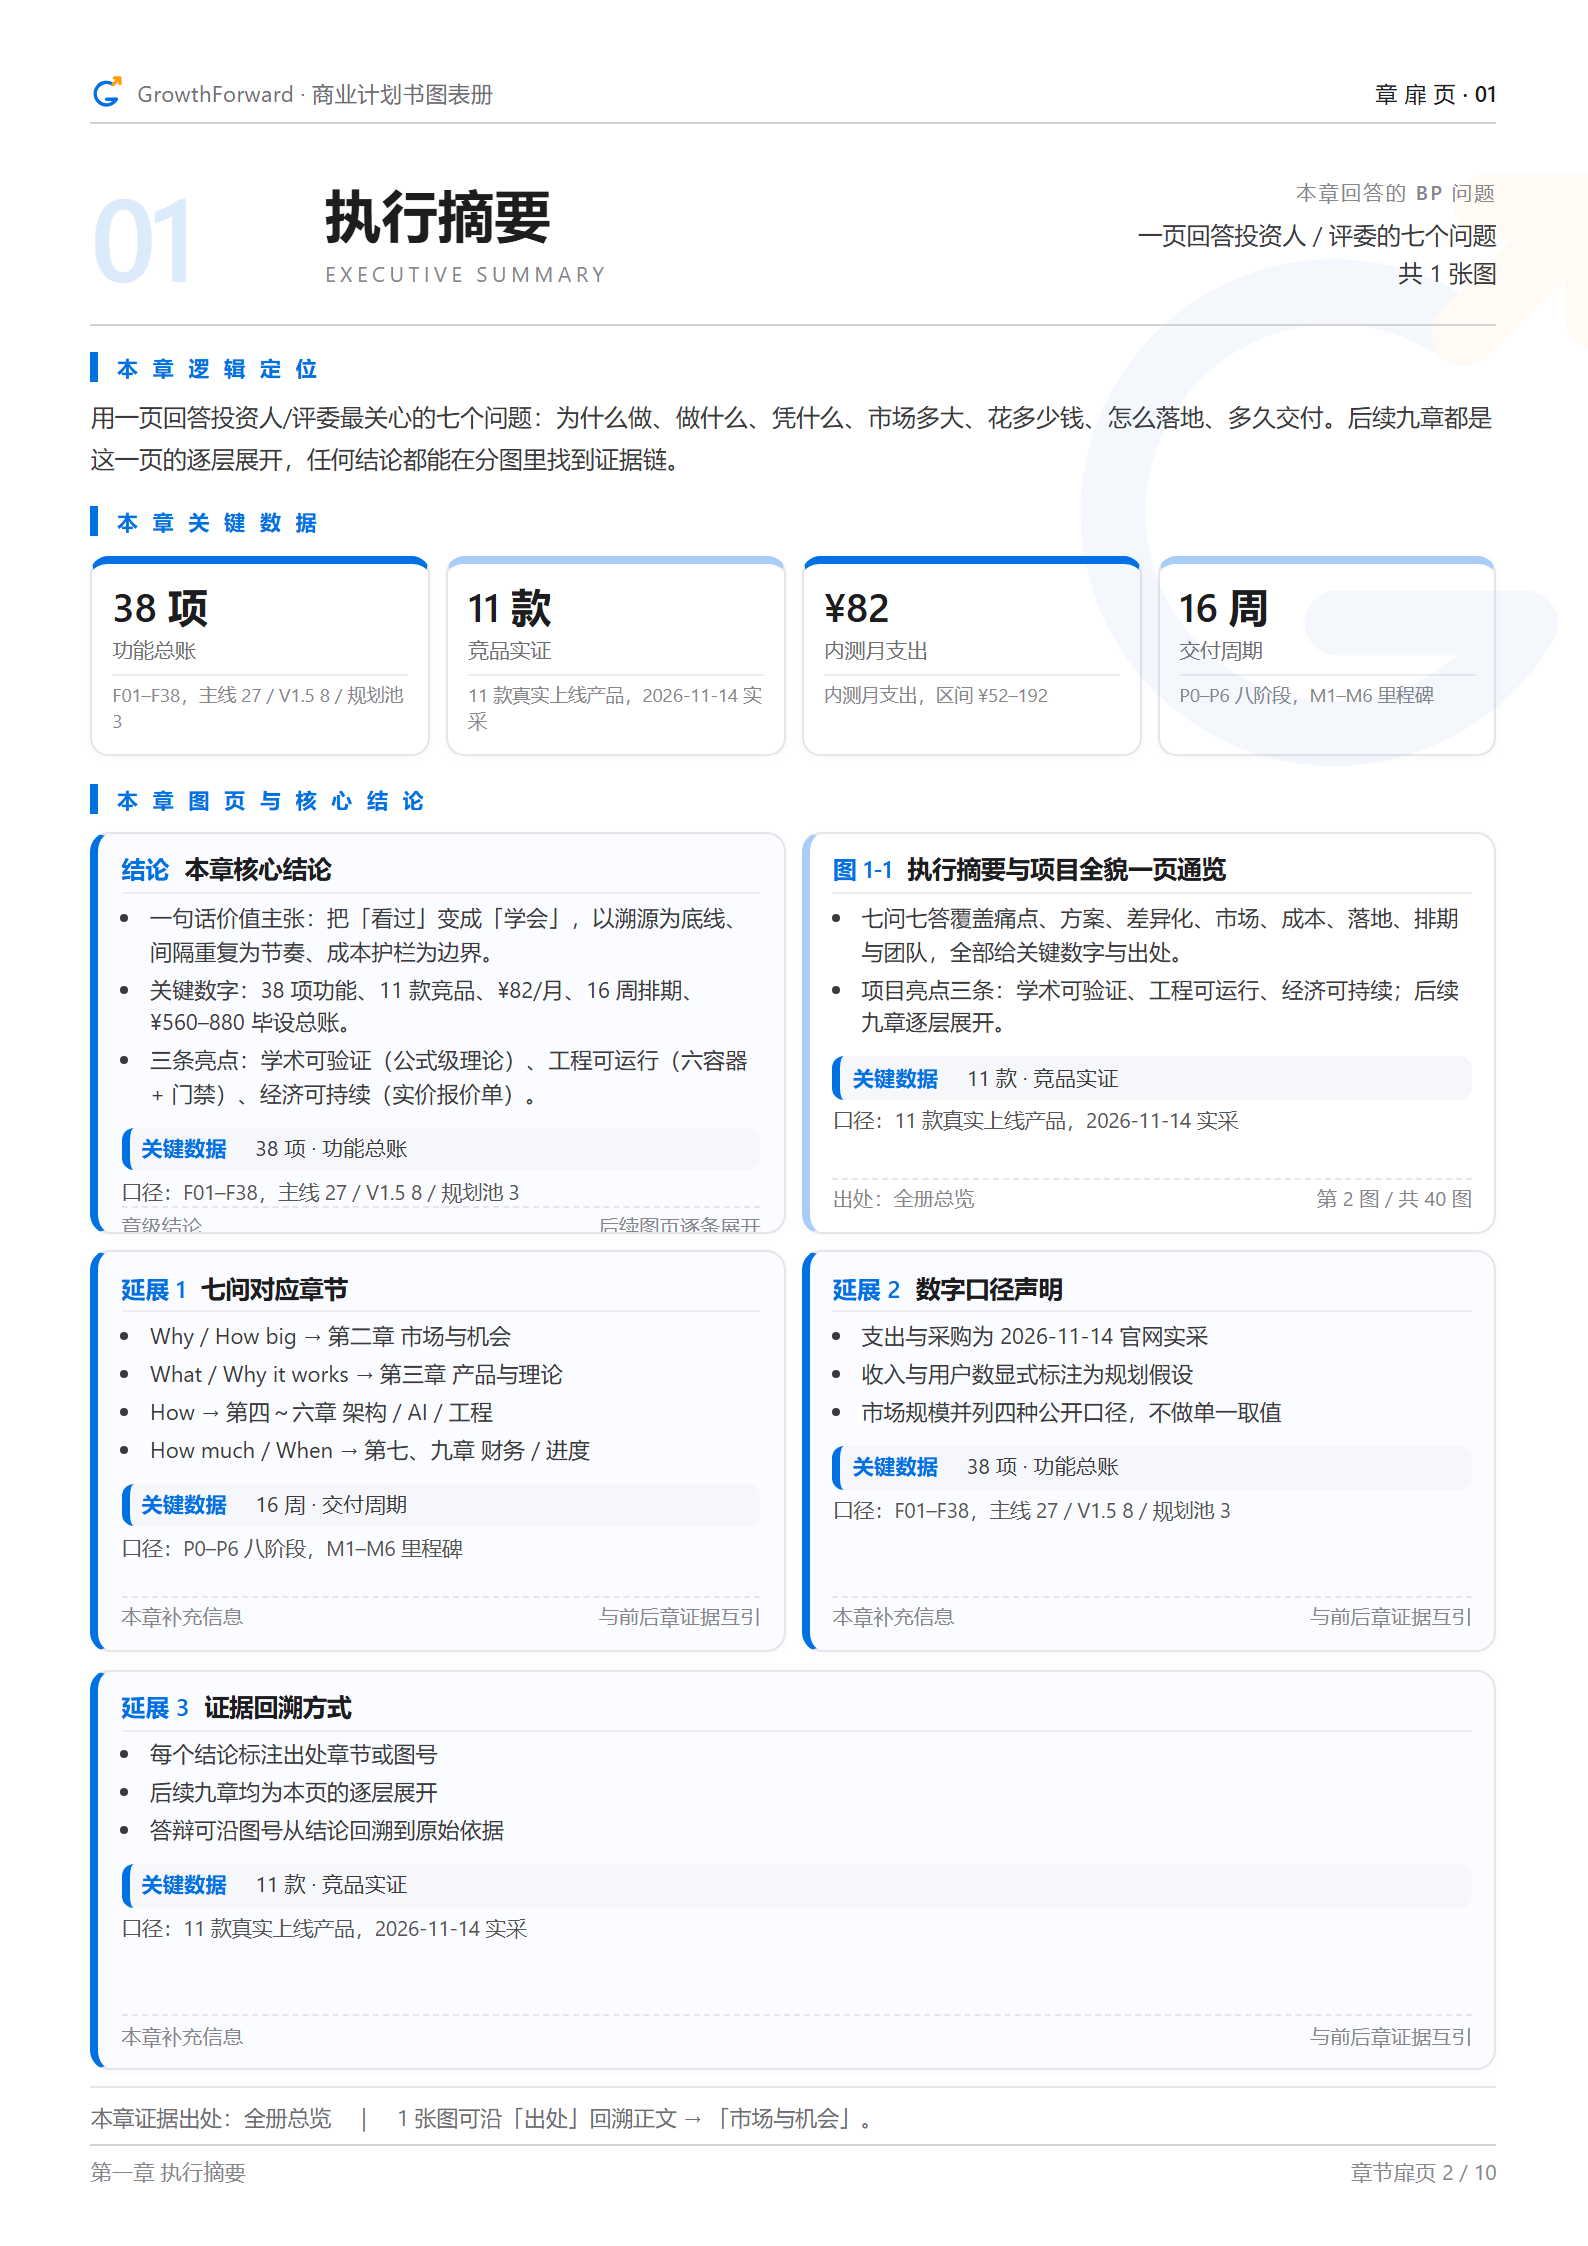 GrowthForward · 商业计划书图表册
章 扉 页 · 01
01
执行摘要
EXECUTIVE SUMMARY
本章回答的 BP 问题
一页回答投资人 / 评委的七个问题
共 1 张图
本章逻辑定位
用一页回答投资人/评委最关心的七个问题：为什么做、做什么、凭什么、市场多大、花多少钱、怎么落地、多久交付。后续九章都是
这一页的逐层展开，任何结论都能在分图里找到证据链。
本章关键数据
38 项
功能总账
F01–F38，主线 27 / V1.5 8 / 规划池
3
11 款
竞品实证
11 款真实上线产品，2026-11-14 实
采
¥82
内测月支出
内测月支出，区间 ¥52–192
16 周
交付周期
P0–P6 八阶段，M1–M6 里程碑
本章图页与核心结论
结论 本章核心结论
• 一句话价值主张：把「看过」变成「学会」，以溯源为底线、
间隔重复为节奏、成本护栏为边界。
• 关键数字：38 项功能、11 款竞品、¥82/月、16 周排期、
¥560–880 毕设总账。
• 三条亮点：学术可验证（公式级理论）、工程可运行（六容器
+ 门禁）、经济可持续（实价报价单）。
关键数据 38 项 · 功能总账
口径：F01–F38，主线 27 / V1.5 8 / 规划池 3
章级结论 后续图页逐条展开
图 1-1 执行摘要与项目全貌一页通览
• 七问七答覆盖痛点、方案、差异化、市场、成本、落地、排期
与团队，全部给关键数字与出处。
• 项目亮点三条：学术可验证、工程可运行、经济可持续；后续
九章逐层展开。
关键数据 11 款 · 竞品实证
口径：11 款真实上线产品，2026-11-14 实采
出处：全册总览 第 2 图 / 共 40 图
延展 1 七问对应章节
• Why / How big → 第二章 市场与机会
• What / Why it works → 第三章 产品与理论
• How → 第四～六章 架构 / AI / 工程
• How much / When → 第七、九章 财务 / 进度
关键数据 16 周 · 交付周期
口径：P0–P6 八阶段，M1–M6 里程碑
本章补充信息 与前后章证据互引
延展 2 数字口径声明
• 支出与采购为 2026-11-14 官网实采
• 收入与用户数显式标注为规划假设
• 市场规模并列四种公开口径，不做单一取值
关键数据 38 项 · 功能总账
口径：F01–F38，主线 27 / V1.5 8 / 规划池 3
本章补充信息 与前后章证据互引
延展 3 证据回溯方式
• 每个结论标注出处章节或图号
• 后续九章均为本页的逐层展开
• 答辩可沿图号从结论回溯到原始依据
关键数据 11 款 · 竞品实证
口径：11 款真实上线产品，2026-11-14 实采
本章补充信息 与前后章证据互引
本章证据出处：全册总览 ｜ 1 张图可沿「出处」回溯正文 → 「市场与机会」。
第一章 执行摘要
章节扉页 2 / 10